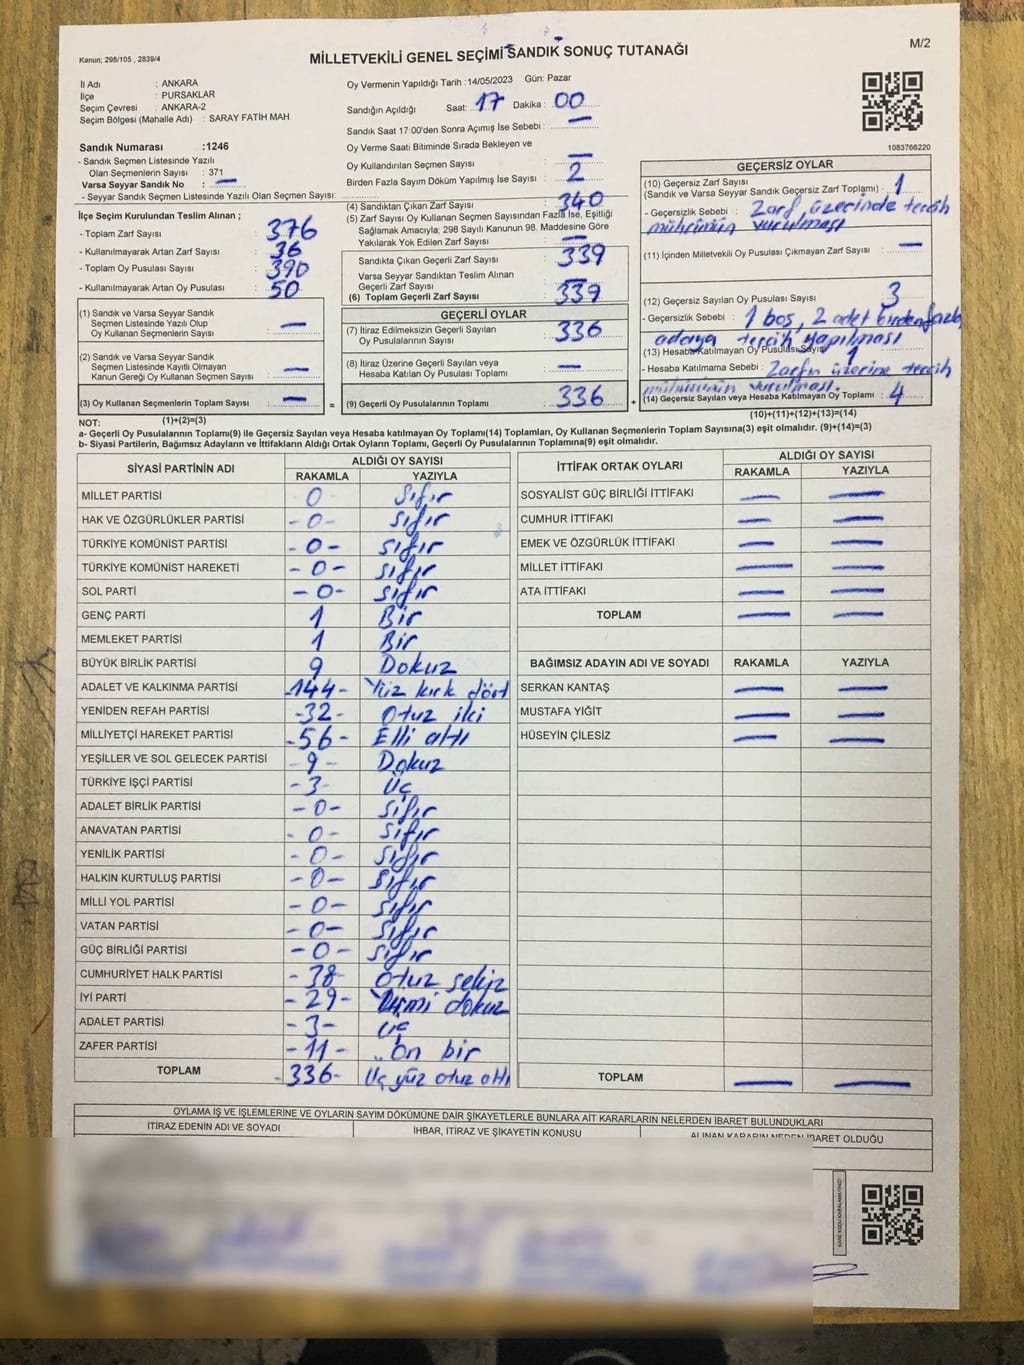 M/2
Kanun; 298/105 , 2839/4
MİLLETVEKİLİ GENEL SEÇİMİ SANDIK SONUÇ TUTANAĞI
İl Adı : ANKARA
İlçe : PURSAKLAR
Seçim Çevresi : ANKARA-2
Seçim Bölgesi (Mahalle Adı) : SARAY FATİH MAH.
Sandık Numarası :1246
- Sandık Seçmen Listesinde Yazılı
Olan Seçmenlerin Sayısı : 371
Varsa Seyyar Sandık No : —
- Seyyar Sandık Seçmen Listesinde Yazılı Olan Seçmen Sayısı:
Oy Vermenin Yapıldığı Tarih :14/05/2023 Gün: Pazar
Sandığın Açıldığı Saat: 17 Dakika : 00
Sandık Saat 17:00'den Sonra Açımış İse Sebebi : —
Oy Verme Saati Bitiminde Sırada Bekleyen ve
Oy Kullandırılan Seçmen Sayısı : —
Birden Fazla Sayım Döküm Yapılmış İse Sayısı : 2
1083766220
İlçe Seçim Kurulundan Teslim Alınan ;
- Toplam Zarf Sayısı : 376
- Kullanılmayarak Artan Zarf Sayısı : 36
- Toplam Oy Pusulası Sayısı : 390
- Kullanılmayarak Artan Oy Pusulası : 50
(1) Sandık ve Varsa Seyyar Sandık
Seçmen Listesinde Yazılı Olup
Oy Kullanan Seçmenlerin Sayısı : —
(2) Sandık ve Varsa Seyyar Sandık
Seçmen Listesinde Kayıtlı Olmayan
Kanun Gereği Oy Kullanan Seçmen Sayısı : —
(3) Oy Kullanan Seçmenlerin Toplam Sayısı : —
(1)+(2)=(3)
(4) Sandıktan Çıkan Zarf Sayısı : 340
(5) Zarf Sayısı Oy Kullanan Seçmen Sayısından Fazla İse, Eşitliği
Sağlamak Amacıyla; 298 Sayılı Kanunun 98. Maddesine Göre
Yakılarak Yok Edilen Zarf Sayısı : —
Sandıkta Çıkan Geçerli Zarf Sayısı : 339
Varsa Seyyar Sandıktan Teslim Alınan
Geçerli Zarf Sayısı : —
(6) Toplam Geçerli Zarf Sayısı : 339
GEÇERLİ OYLAR
(7) İtiraz Edilmeksizin Geçerli Sayılan
Oy Pusulalarının Sayısı : 336
(8) İtiraz Üzerine Geçerli Sayılan veya
Hesaba Katılan Oy Pusulası Toplamı : —
= (9) Geçerli Oy Pusulalarının Toplamı : 336 +
GEÇERSİZ OYLAR
(10) Geçersiz Zarf Sayısı
(Sandık ve Varsa Seyyar Sandık Geçersiz Zarf Toplamı) : 1
- Geçersizlik Sebebi : Zarf üzerinde tercih
mührünün vurulması
(11) İçinden Milletvekili Oy Pusulası Çıkmayan Zarf Sayısı : —
(12) Geçersiz Sayılan Oy Pusulası Sayısı : 3
- Geçersizlik Sebebi : 1 boş, 2 adet birden fazla
adaya tercih yapılması
(13) Hesaba Katılmayan Oy Pusulası Sayısı : 1
- Hesaba Katılmama Sebebi : Zarfın üzerine tercih
mührünün vurulması.
(14) Geçersiz Sayılan veya Hesaba Katılmayan Oy Toplamı : 4
(10)+(11)+(12)+(13)=(14)
NOT:
a- Geçerli Oy Pusulalarının Toplamı(9) ile Geçersiz Sayılan veya Hesaba katılmayan Oy Toplamı(14) Toplamları, Oy Kullanan Seçmenlerin Toplam Sayısına(3) eşit olmalıdır. (9)+(14)=(3)
b- Siyasi Partilerin, Bağımsız Adayların ve İttifakların Aldığı Ortak Oyların Toplamı, Geçerli Oy Pusulalarının Toplamına(9) eşit olmalıdır.
SİYASİ PARTİNİN ADI ALDIĞI OY SAYISI
RAKAMLA YAZIYLA
MİLLET PARTİSİ 0 Sıfır
HAK VE ÖZGÜRLÜKLER PARTİSİ -0- Sıfır
TÜRKİYE KOMÜNİST PARTİSİ -0- Sıfır
TÜRKİYE KOMÜNİST HAREKETİ -0- Sıfır
SOL PARTİ -0- Sıfır
GENÇ PARTİ 1 Bir
MEMLEKET PARTİSİ 1 Bir
BÜYÜK BİRLİK PARTİSİ 9 Dokuz
ADALET VE KALKINMA PARTİSİ -144- Yüz kırk dört
YENİDEN REFAH PARTİSİ -32- Otuz iki
MİLLİYETÇİ HAREKET PARTİSİ -56- Elli altı
YEŞİLLER VE SOL GELECEK PARTİSİ -9- Dokuz
TÜRKİYE İŞÇİ PARTİSİ -3- Üç
ADALET BİRLİK PARTİSİ -0- Sıfır
ANAVATAN PARTİSİ -0- Sıfır
YENİLİK PARTİSİ -0- Sıfır
HALKIN KURTULUŞ PARTİSİ -0- Sıfır
MİLLİ YOL PARTİSİ -0- Sıfır
VATAN PARTİSİ -0- Sıfır
GÜÇ BİRLİĞİ PARTİSİ -0- Sıfır
CUMHURİYET HALK PARTİSİ -38- Otuz sekiz
İYİ PARTİ -29- Yirmi dokuz
ADALET PARTİSİ -3- Üç
ZAFER PARTİSİ -11- On bir
TOPLAM -336- Üç yüz otuz altı
İTTİFAK ORTAK OYLARI ALDIĞI OY SAYISI
RAKAMLA YAZIYLA
SOSYALİST GÜÇ BİRLİĞİ İTTİFAKI — —
CUMHUR İTTİFAKI — —
EMEK VE ÖZGÜRLÜK İTTİFAKI — —
MİLLET İTTİFAKI — —
ATA İTTİFAKI — —
TOPLAM — —
BAĞIMSIZ ADAYIN ADI VE SOYADI RAKAMLA YAZIYLA
SERKAN KANTAŞ — —
MUSTAFA YİĞİT — —
HÜSEYİN ÇİLESİZ — —
TOPLAM — —
OYLAMA İŞ VE İŞLEMLERİNE VE OYLARIN SAYIM DÖKÜMÜNE DAİR ŞİKAYETLERLE BUNLARA AİT KARARLARIN NELERDEN İBARET BULUNDUKLARI
İTİRAZ EDENİN ADI VE SOYADI İHBAR, İTİRAZ VE ŞİKAYETİN KONUSU ALINAN KARARIN NEDEN İBARET OLDUĞU